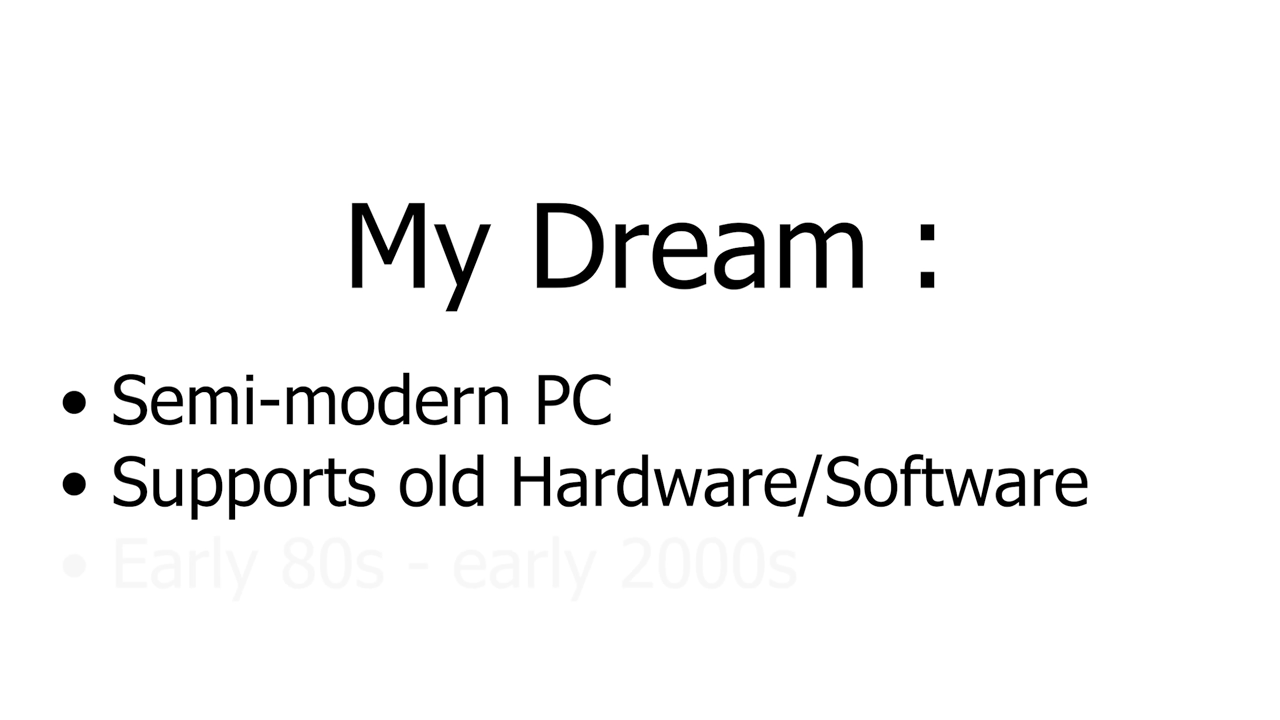 My Dream :
• Semi-modern PC
• Supports old Hardware/Software
• Early 80s - early 2000s